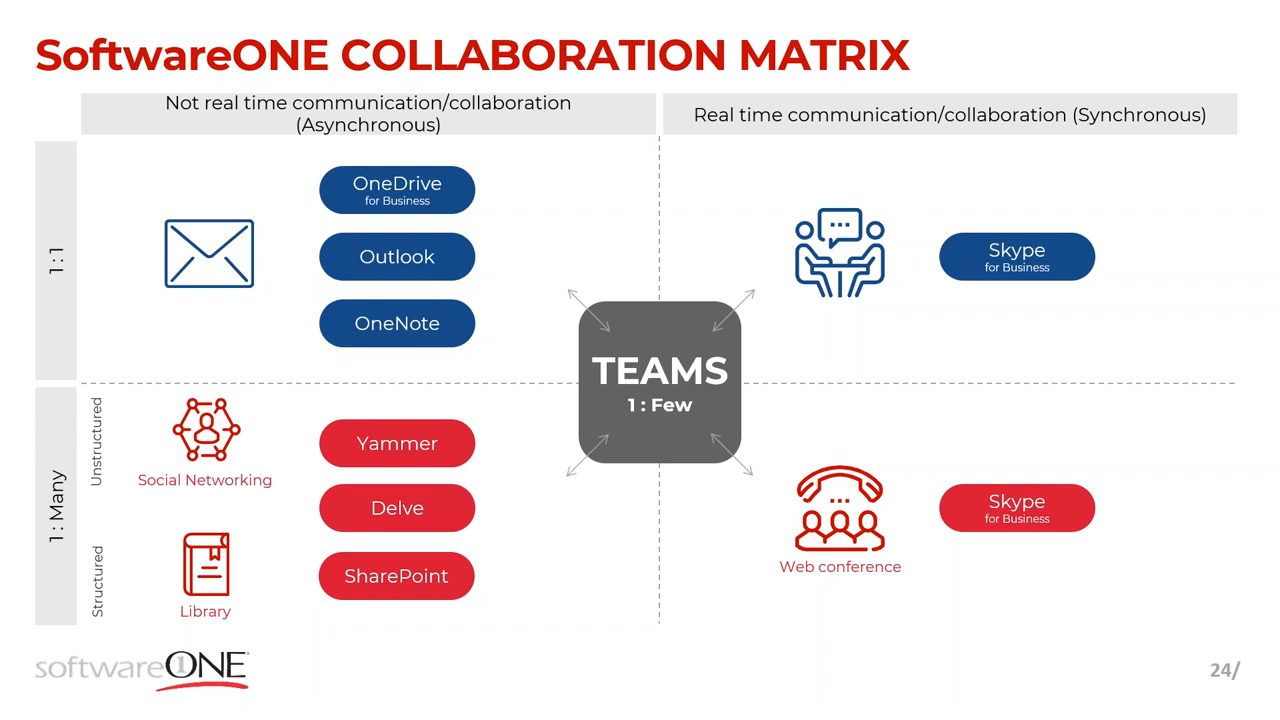 SoftwareONE COLLABORATION MATRIX
Not real time communication/collaboration
(Asynchronous)
Real time communication/collaboration (Synchronous)
1 : 1
OneDrive
for Business
Outlook
OneNote
Skype
for Business
TEAMS
1 : Few
1 : Many
Unstructured
Social Networking
Structured
Library
Yammer
Delve
SharePoint
Web conference
Skype
for Business
softwareONE
24/